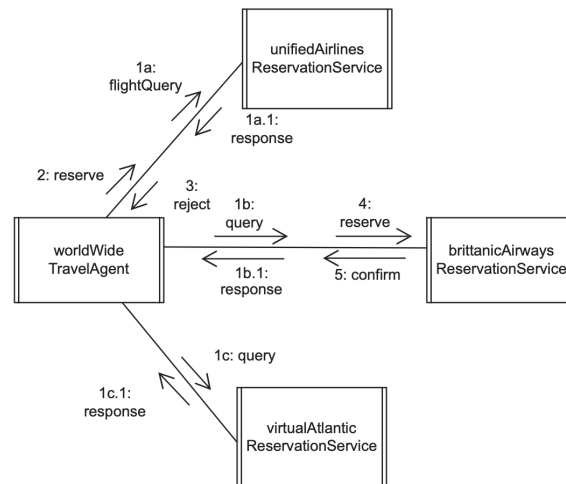 unifiedAirlines
ReservationService
1a:
flightQuery
1a.1:
response
2: reserve
3:
reject
1b:
query
4:
reserve
worldWide
TravelAgent
brittanicAirways
ReservationService
1b.1:
response
5: confirm
1c: query
1c.1:
response
virtualAtlantic
ReservationService